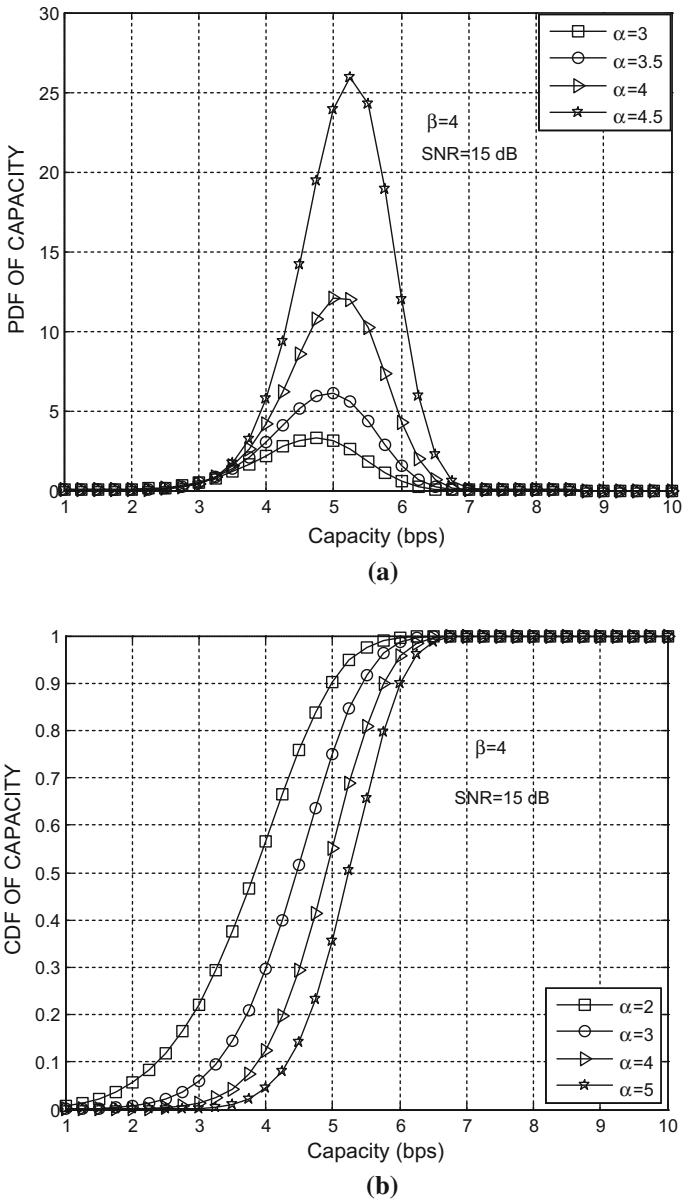 30
25
20
15
10
5
0
PDF OF CAPACITY
α=3
α=3.5
α=4
α=4.5
β=4
SNR=15 dB
1 2 3 4 5 6 7 8 9 10
Capacity (bps)
(a)
1
0.9
0.8
0.7
0.6
0.5
0.4
0.3
0.2
0.1
0
CDF OF CAPACITY
β=4
SNR=15 dB
α=2
α=3
α=4
α=5
1 2 3 4 5 6 7 8 9 10
Capacity (bps)
(b)